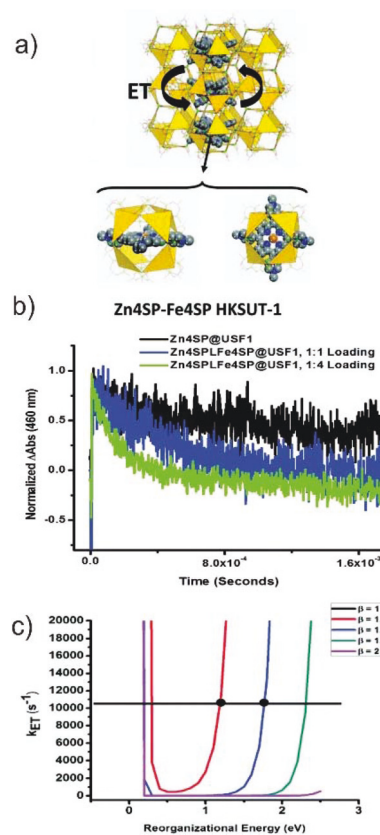 a)
ET
b)
Zn4SP-Fe4SP HKSUT-1
Zn4SP@USF1
Zn4SPLFe4SP@USF1, 1:1 Loading
Zn4SPLFe4SP@USF1, 1:4 Loading
Normalized ΔAbs (460 nm)
1.0
0.5
0.0
-0.5
0.0
8.0x10⁻⁴
1.6x10⁻³
Time (Seconds)
c)
kET (s⁻¹)
20000
18000
16000
14000
12000
10000
8000
6000
4000
2000
0
β = 1
β = 1
β = 1
β = 1
β = 2
0
1
2
3
Reorganizational Energy (eV)